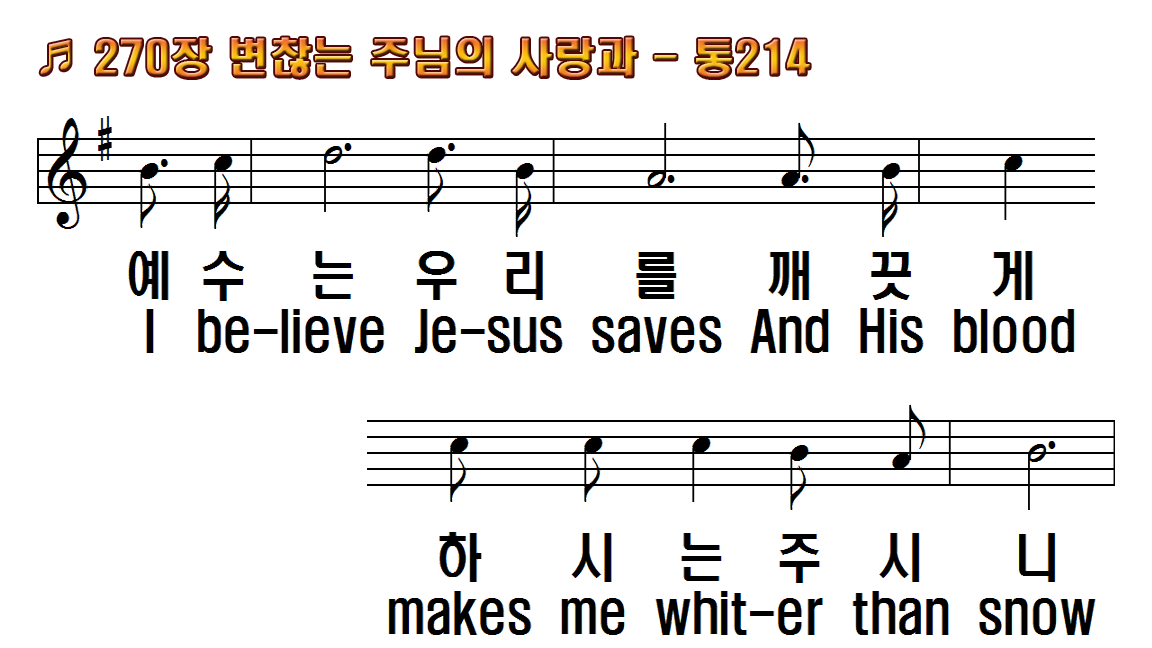 270장 변찮는 주님의 사랑과 - 통214
예 수 는 우 리 를 깨 끗 게
I be-lieve Je-sus saves And His blood
하 시 는 주 시 니
makes me whit-er than snow